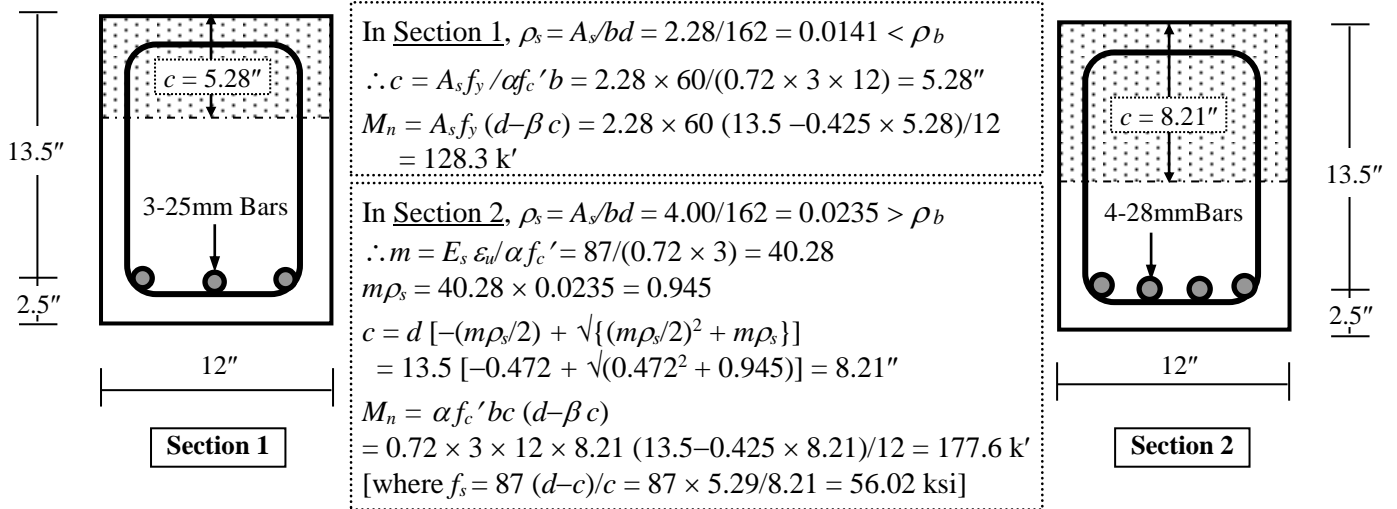 13.5″
2.5″
c = 5.28″
3-25mm Bars
12″
Section 1
In Section 1, ρs = As/bd = 2.28/162 = 0.0141 < ρb
∴c = Asfy/αfc′b = 2.28 × 60/(0.72 × 3 × 12) = 5.28″
Mn = Asfy (d–β c) = 2.28 × 60 (13.5 –0.425 × 5.28)/12
= 128.3 k′
In Section 2, ρs = As/bd = 4.00/162 = 0.0235 > ρb
∴m = Es εu/αfc′ = 87/(0.72 × 3) = 40.28
mρs = 40.28 × 0.0235 = 0.945
c = d [–(mρs/2) + √{(mρs/2)² + mρs}]
= 13.5 [–0.472 + √(0.472² + 0.945)] = 8.21″
Mn = αfc′bc (d–β c)
= 0.72 × 3 × 12 × 8.21 (13.5–0.425 × 8.21)/12 = 177.6 k′
[where fs = 87 (d–c)/c = 87 × 5.29/8.21 = 56.02 ksi]
c = 8.21″
4-28mmBars
13.5″
2.5″
12″
Section 2